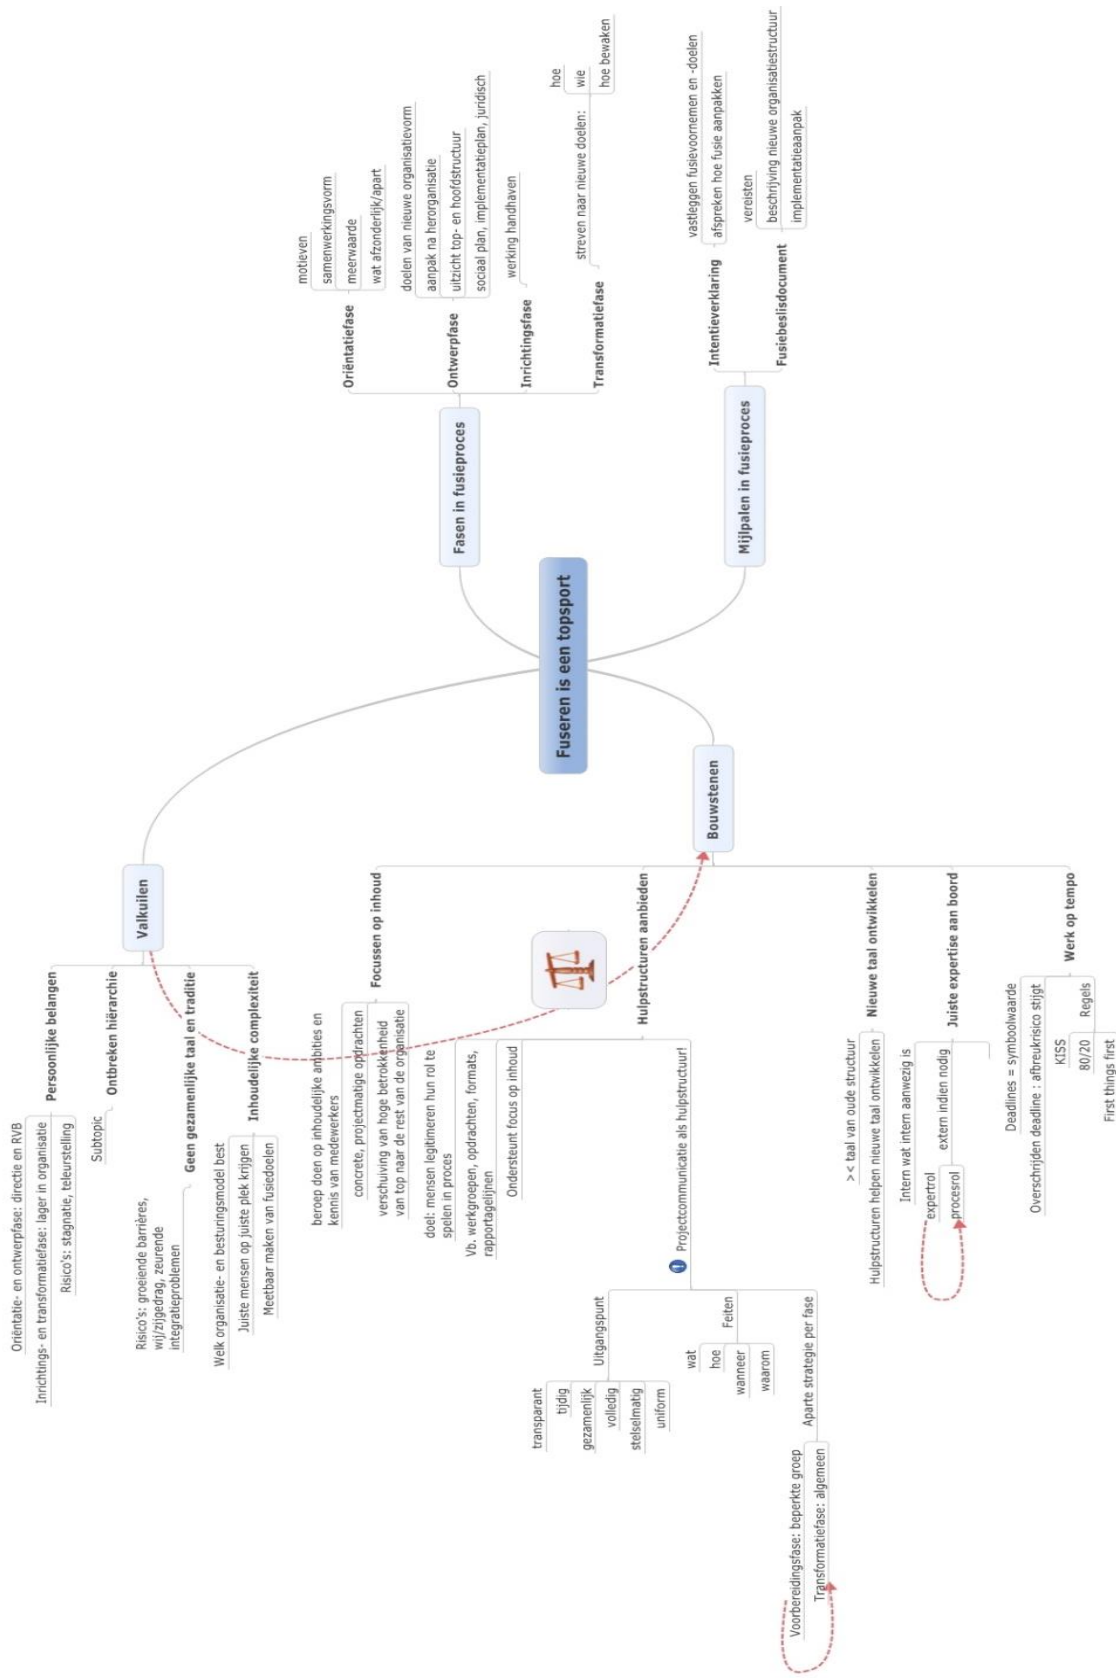 Fuseren is een topsport
Fasen in fusieproces
Oriëntatiefase
motieven
samenwerkingsvorm
meerwaarde
wat afzonderlijk/apart
Ontwerpfase
doelen van nieuwe organisatievorm
aanpak na herorganisatie
uitzicht top- en hoofdstructuur
sociaal plan, implementatieplan, juridisch
Inrichtingsfase
werking handhaven
Transformatiefase
streven naar nieuwe doelen:
hoe
wie
hoe bewaken
Mijlpalen in fusieproces
Intentieverklaring
vastleggen fusievoornemen en -doelen
afspreken hoe fusie aanpakken
Fusiebeslisdocument
vereisten
beschrijving nieuwe organisatiestructuur
implementatieaanpak
Valkuilen
Persoonlijke belangen
Oriëntatie- en ontwerpfase: directie en RVB
Inrichtings- en transformatiefase: lager in organisatie
Risico's: stagnatie, teleurstelling
Ontbreken hiërarchie
Subtopic
Geen gezamenlijke taal en traditie
Risico's: groeiende barrières,
wij/zijgedrag, zeurende
integratieproblemen
Inhoudelijke complexiteit
Welk organisatie- en besturingsmodel best
Juiste mensen op juiste plek krijgen
Meetbaar maken van fusiedoelen
Bouwstenen
Focussen op inhoud
beroep doen op inhoudelijke ambities en
kennis van medewerkers
concrete, projectmatige opdrachten
verschuiving van hoge betrokkenheid
van top naar de rest van de organisatie
Hulpstructuren aanbieden
doel: mensen legitimeren hun rol te
spelen in proces
Vb. werkgroepen, opdrachten, formats,
rapportagelijnen
Ondersteunt focus op inhoud
Projectcommunicatie als hulpstructuur!
Uitgangspunt
transparant
tijdig
gezamenlijk
volledig
stelselmatig
uniform
Feiten
wat
hoe
wanneer
waarom
Aparte strategie per fase
Voorbereidingsfase: beperkte groep
Transformatiefase: algemeen
Nieuwe taal ontwikkelen
> < taal van oude structuur
Hulpstructuren helpen nieuwe taal ontwikkelen
Juiste expertise aan boord
Intern wat intern aanwezig is
extern indien nodig
expertrol
procesrol
Werk op tempo
Deadlines = symboolwaarde
Overschrijden deadline : afbreukrisico stijgt
Regels
KISS
80/20
First things first